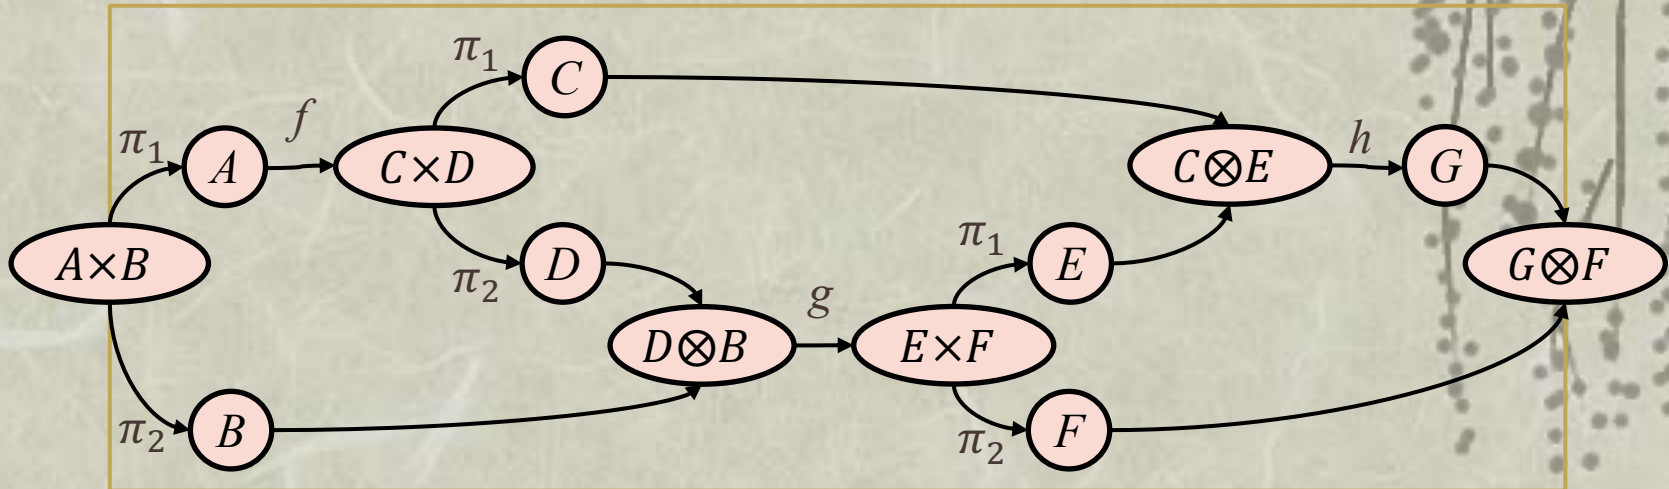 π₁ C
π₁ A f C×D C⊗E h G
A×B π₂ D π₁ E G⊗F
D⊗B g E×F
π₂ B π₂ F